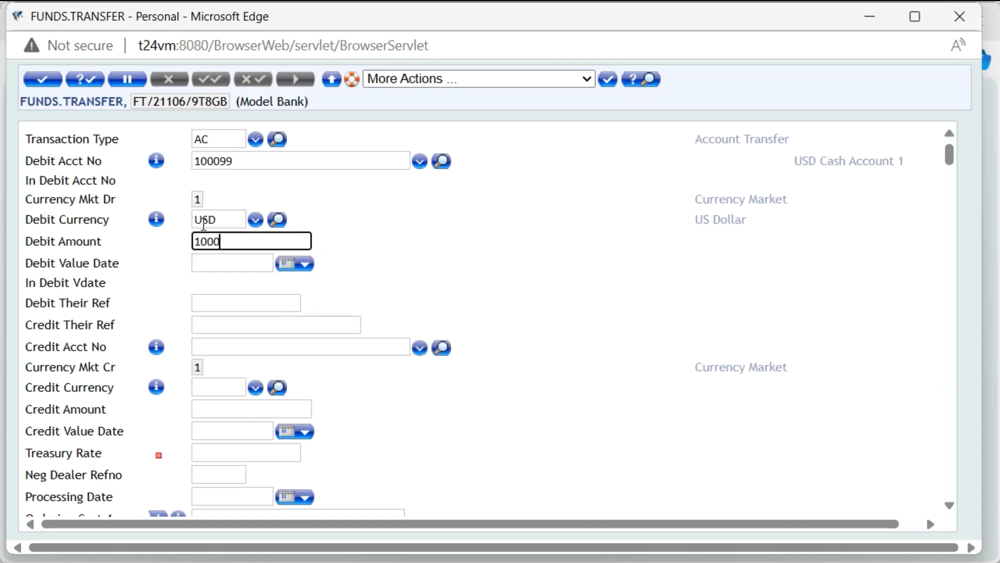 FUNDS.TRANSFER - Personal - Microsoft Edge
Not secure | t24vm:8080/BrowserWeb/servlet/BrowserServlet
More Actions ...
FUNDS.TRANSFER, FT/21106/9T8GB (Model Bank)
Transaction Type AC Account Transfer
Debit Acct No 100099 USD Cash Account 1
In Debit Acct No
Currency Mkt Dr 1 Currency Market
Debit Currency USD US Dollar
Debit Amount 1000
Debit Value Date
In Debit Vdate
Debit Their Ref
Credit Their Ref
Credit Acct No
Currency Mkt Cr 1 Currency Market
Credit Currency
Credit Amount
Credit Value Date
Treasury Rate
Neg Dealer Refno
Processing Date